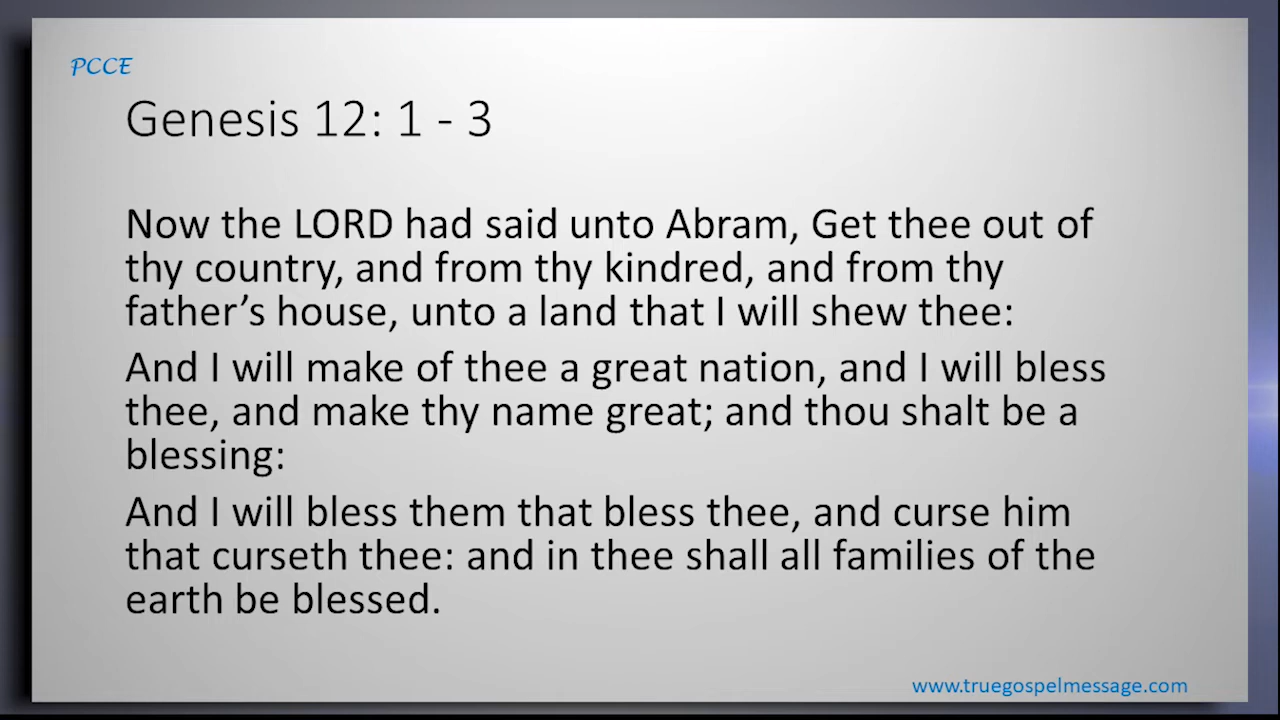 PCCE
Genesis 12: 1 - 3
Now the LORD had said unto Abram, Get thee out of
thy country, and from thy kindred, and from thy
father’s house, unto a land that I will shew thee:
And I will make of thee a great nation, and I will bless
thee, and make thy name great; and thou shalt be a
blessing:
And I will bless them that bless thee, and curse him
that curseth thee: and in thee shall all families of the
earth be blessed.
www.truegospelmessage.com